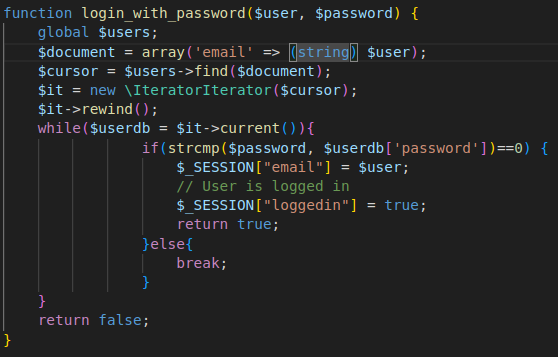 function login_with_password($user, $password) {
    global $users;
    $document = array('email' => (string) $user);
    $cursor = $users->find($document);
    $it = new \IteratorIterator($cursor);
    $it->rewind();
    while($userdb = $it->current()){
                if(strcmp($password, $userdb['password'])==0) {
                    $_SESSION["email"] = $user;
                    // User is logged in
                    $_SESSION["loggedin"] = true;
                    return true;
                }else{
                    break;
                }
    }
    return false;
}